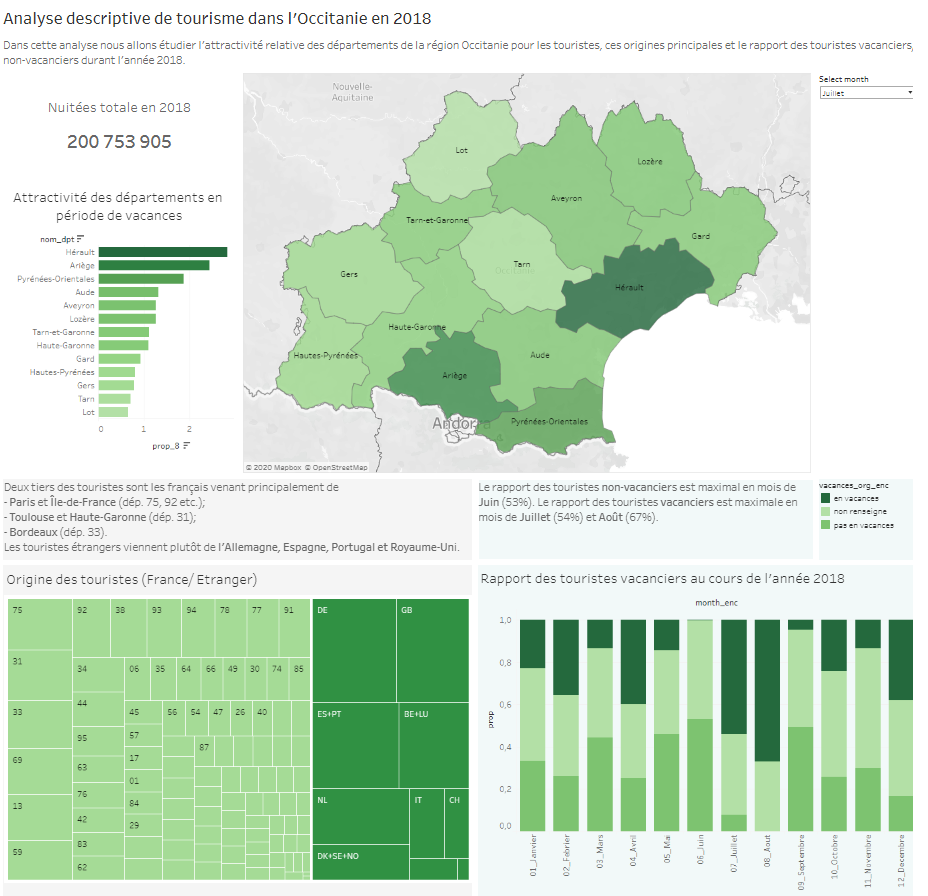 Analyse descriptive de tourisme dans l'Occitanie en 2018
Dans cette analyse nous allons étudier l'attractivité relative des départements de la région Occitanie pour les touristes, ces origines principales et le rapport des touristes vacanciers,
non-vacanciers durant l'année 2018.
Nuitées totale en 2018
200 753 905
Attractivité des départements en
période de vacances
nom_dpt
Hérault
Ariège
Pyrénées-Orientales
Aude
Aveyron
Lozère
Tarn-et-Garonne
Haute-Garonne
Gard
Hautes-Pyrénées
Gers
Tarn
Lot
0 1 2
prop_8
Nouvelle-
Aquitaine
Lot
Lozère
Aveyron
Tarn-et-Garonne
Gard
Tarn
Gers
Hérault
Haute-Garonne
Hautes-Pyrénées
Aude
Ariège
Pyrénées-Orientales
© 2020 Mapbox © OpenStreetMap
Select month
Juillet
Deux tiers des touristes sont les français venant principalement de
- Paris et Île-de-France (dép. 75, 92 etc.);
- Toulouse et Haute-Garonne (dép. 31);
- Bordeaux (dép. 33).
Les touristes étrangers viennent plutôt de l'Allemagne, Espagne, Portugal et Royaume-Uni.
Le rapport des touristes non-vacanciers est maximal en mois de
Juin (53%). Le rapport des touristes vacanciers est maximale en
mois de Juillet (54%) et Août (67%).
vacances_org_enc
en vacances
non renseigne
pas en vacances
Origine des touristes (France/ Etranger)
75 92 38 93 94 78 77 91
31 34 06 35 64 66 49 30 74 85
33 44 45 56 54 47 26 40
95 57 87
69 63 17
01
13 76 84
42 29
59 83
62
DE GB
ES+PT BE+LU
NL IT CH
DK+SE+NO
Rapport des touristes vacanciers au cours de l'année 2018
month_enc
1,0
0,8
0,6
0,4
0,2
0,0
prop
01_Janvier
02_Fevrier
03_Mars
04_Avril
05_Mai
06_Juin
07_Juillet
08_Aout
09_Septembre
10_Octobre
11_Novembre
12_Decembre